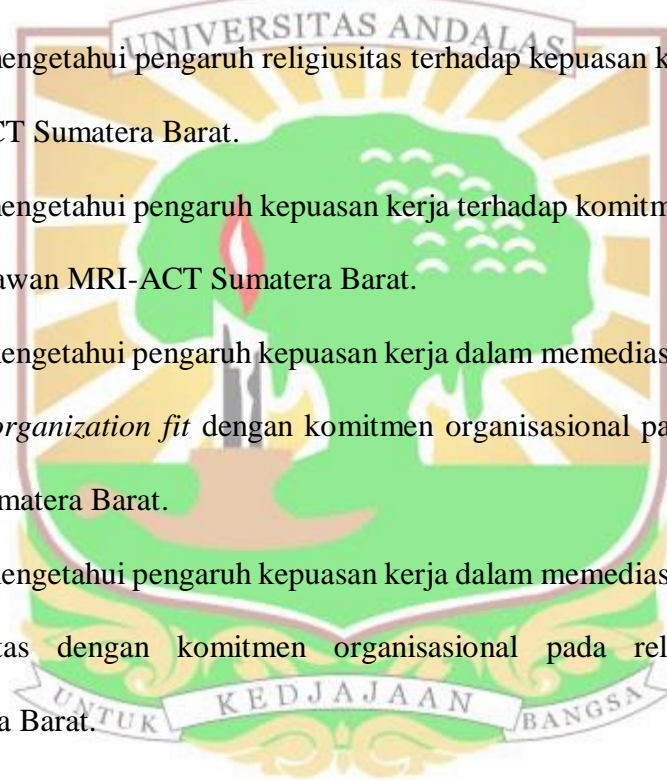 UNIVERSITAS ANDALAS
mengetahui pengaruh religiusitas terhadap kepuasan k
CT Sumatera Barat.
mengetahui pengaruh kepuasan kerja terhadap komitm
awan MRI-ACT Sumatera Barat.
mengetahui pengaruh kepuasan kerja dalam memedias
organization fit dengan komitmen organisasional pa
umatera Barat.
mengetahui pengaruh kepuasan kerja dalam memedias
tas dengan komitmen organisasional pada rel
a Barat.
UNTUK KEDJAJAAN BANGSA